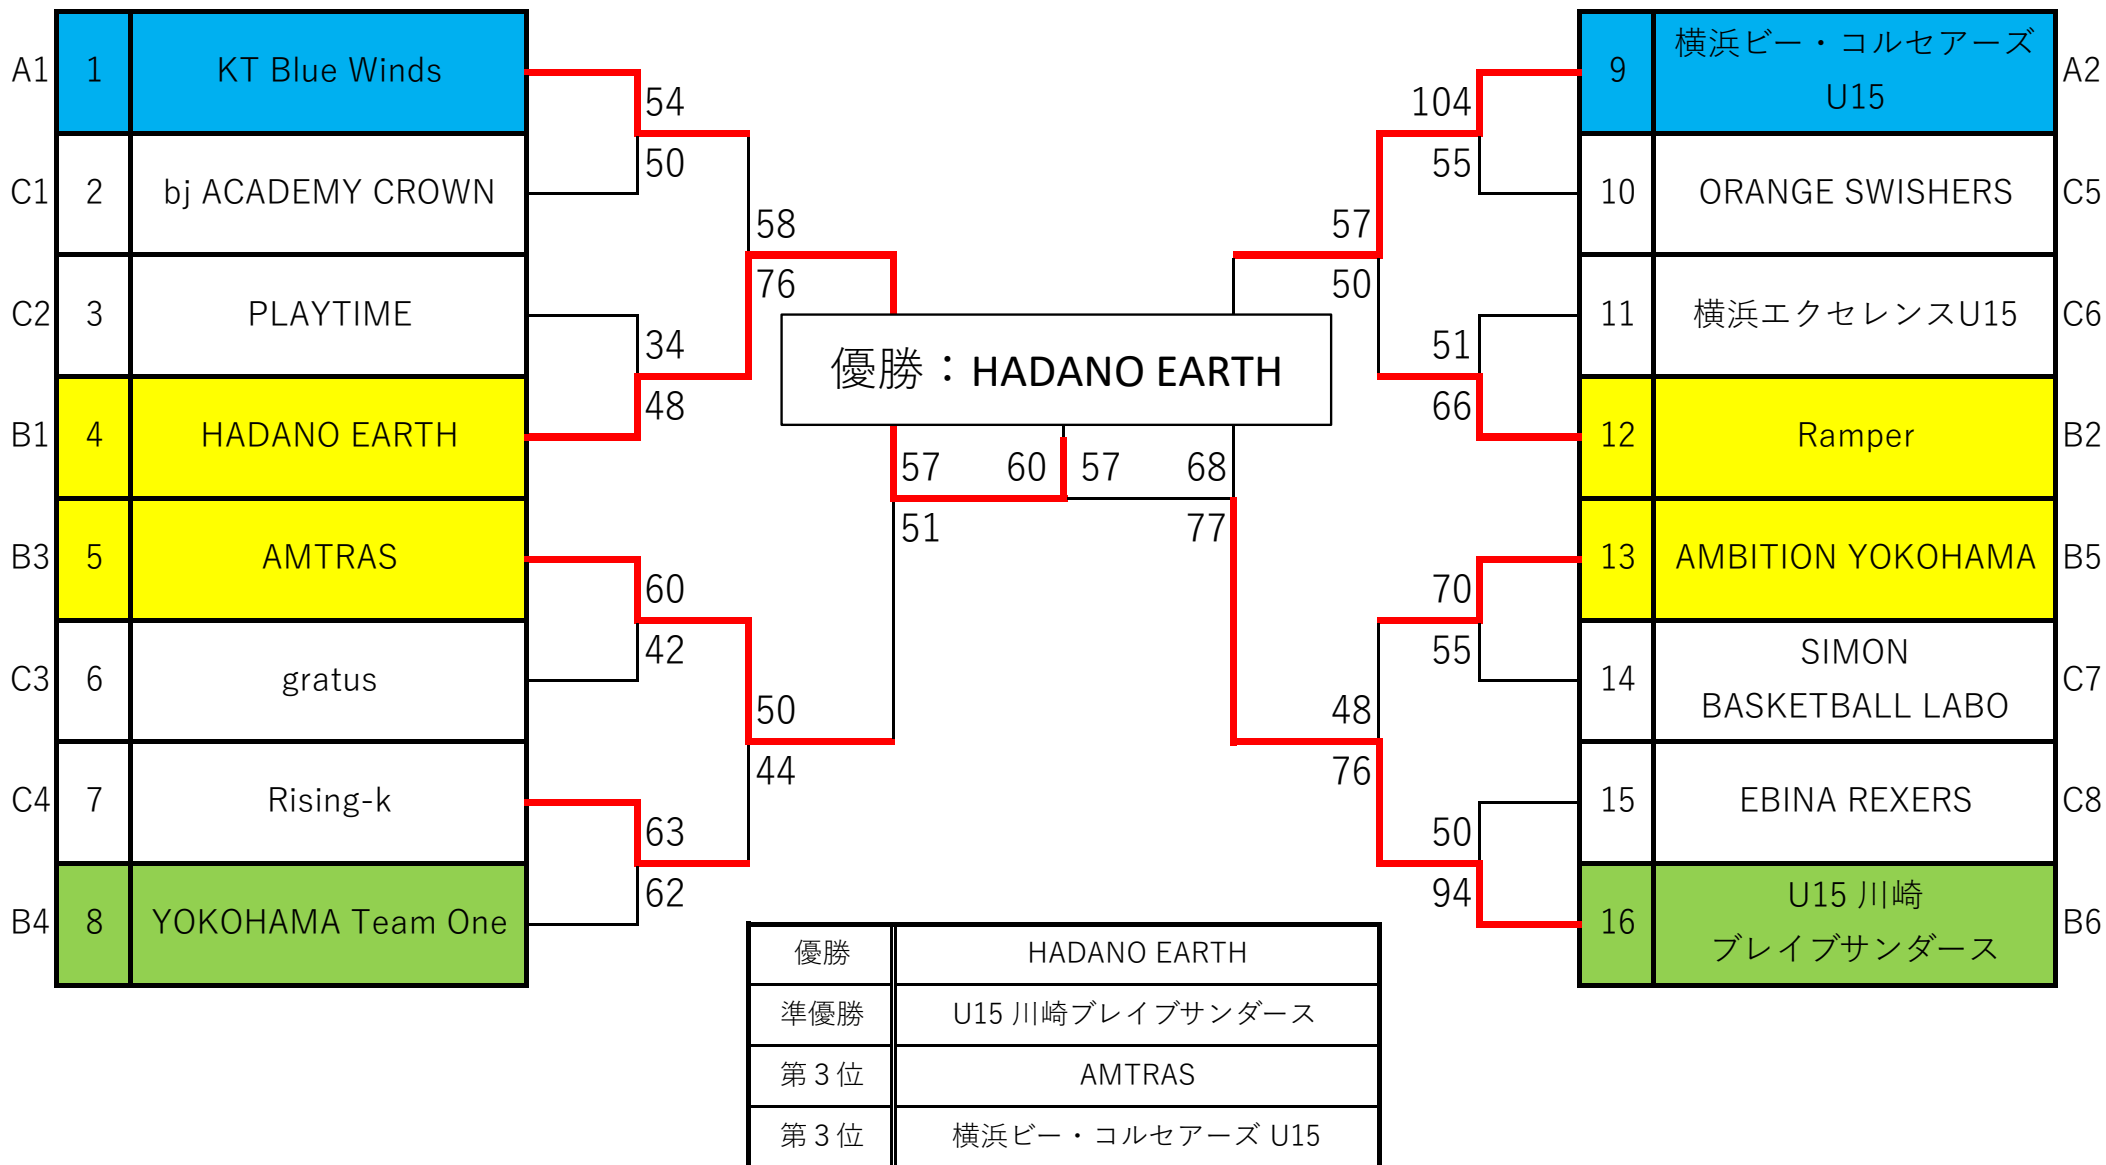 A1 1 KT Blue Winds
C1 2 bj ACADEMY CROWN
C2 3 PLAYTIME
B1 4 HADANO EARTH
B3 5 AMTRAS
C3 6 gratus
C4 7 Rising-k
B4 8 YOKOHAMA Team One
54
50
34
48
60
42
63
62
58
76
50
44
優勝：HADANO EARTH
57 60 57 68
51 77
57
50
48
76
104
55
51
66
70
55
50
94
9 横浜ビー・コルセアーズ
U15 A2
10 ORANGE SWISHERS C5
11 横浜エクセレンスU15 C6
12 Ramper B2
13 AMBITION YOKOHAMA B5
14 SIMON
BASKETBALL LABO C7
15 EBINA REXERS C8
16 U15 川崎
ブレイブサンダース B6
優勝 HADANO EARTH
準優勝 U15 川崎ブレイブサンダース
第３位 AMTRAS
第３位 横浜ビー・コルセアーズ U15